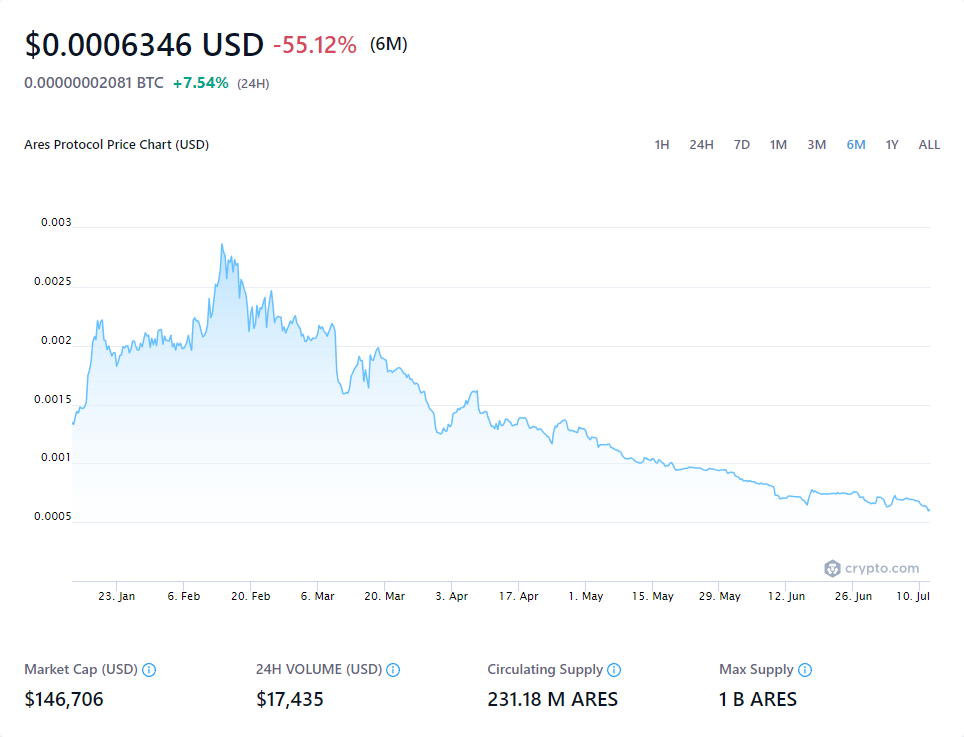 $0.0006346 USD -55.12% (6M)
0.00000002081 BTC +7.54% (24H)
Ares Protocol Price Chart (USD) 1H 24H 7D 1M 3M 6M 1Y ALL
0.003
0.0025
0.002
0.0015
0.001
0.0005
crypto.com
23. Jan 6. Feb 20. Feb 6. Mar 20. Mar 3. Apr 17. Apr 1. May 15. May 29. May 12. Jun 26. Jun 10. Jul
Market Cap (USD) 24H VOLUME (USD) Circulating Supply Max Supply
$146,706 $17,435 231.18 M ARES 1 B ARES